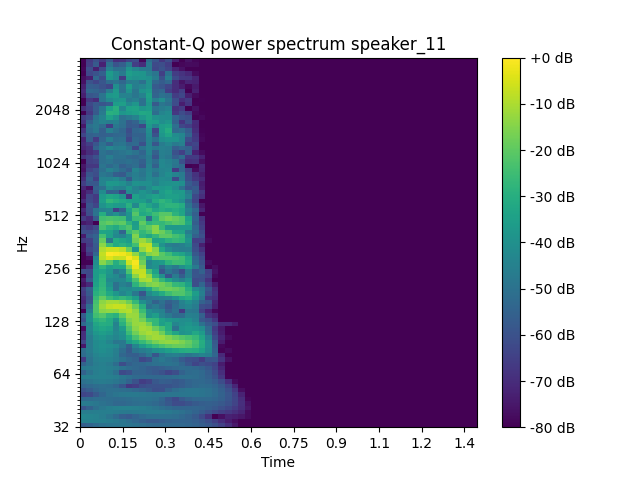 Constant-Q power spectrum speaker_11
Hz
2048
1024
512
256
128
64
32
0 0.15 0.3 0.45 0.6 0.75 0.9 1.1 1.2 1.4
Time
+0 dB
-10 dB
-20 dB
-30 dB
-40 dB
-50 dB
-60 dB
-70 dB
-80 dB